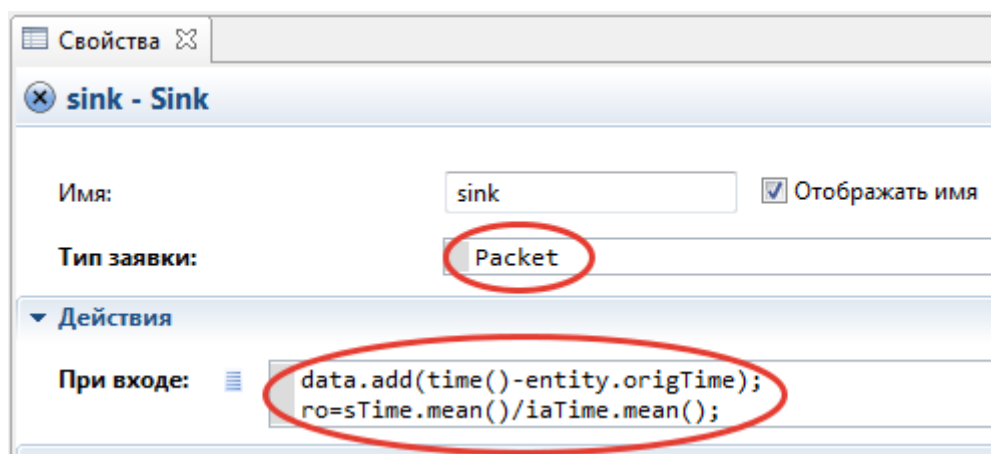 Свойства
sink - Sink
Имя: sink Отображать имя
Тип заявки: Packet
Действия
При входе: data.add(time()-entity.origTime);
ro=sTime.mean()/iaTime.mean();